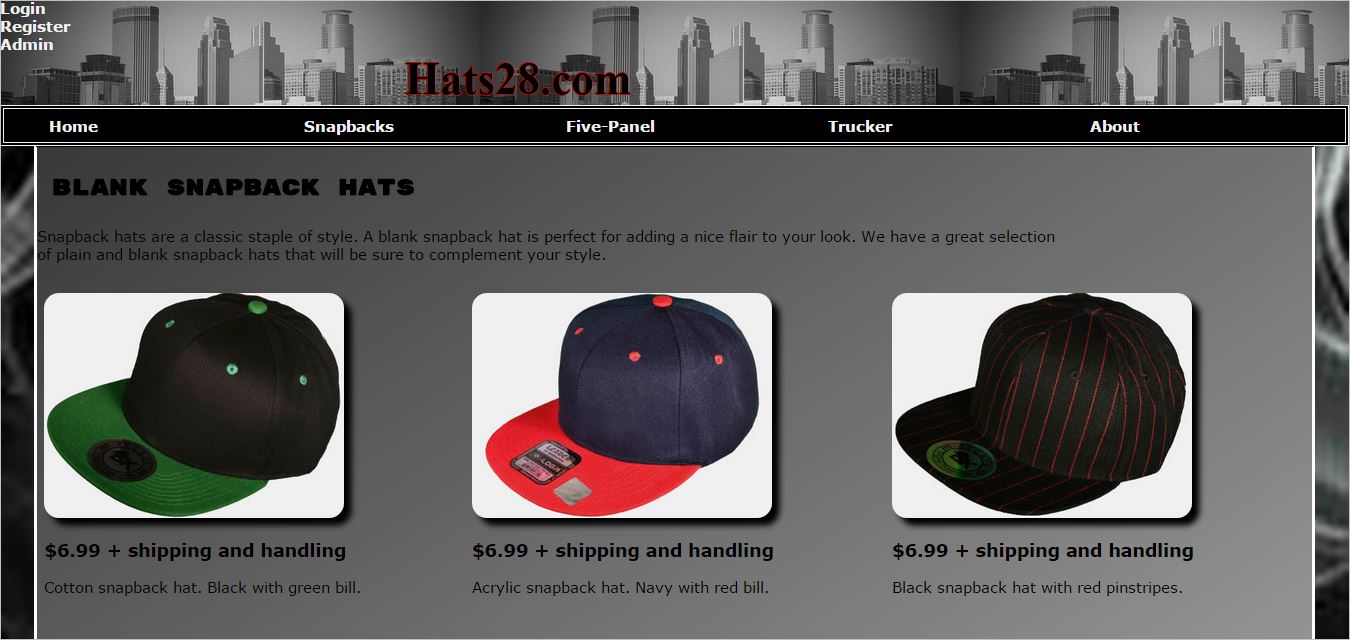 Login
Register
Admin
Hats28.com
Home Snapbacks Five-Panel Trucker About
BLANK SNAPBACK HATS
Snapback hats are a classic staple of style. A blank snapback hat is perfect for adding a nice flair to your look. We have a great selection
of plain and blank snapback hats that will be sure to complement your style.
$6.99 + shipping and handling
Cotton snapback hat. Black with green bill.
$6.99 + shipping and handling
Acrylic snapback hat. Navy with red bill.
$6.99 + shipping and handling
Black snapback hat with red pinstripes.